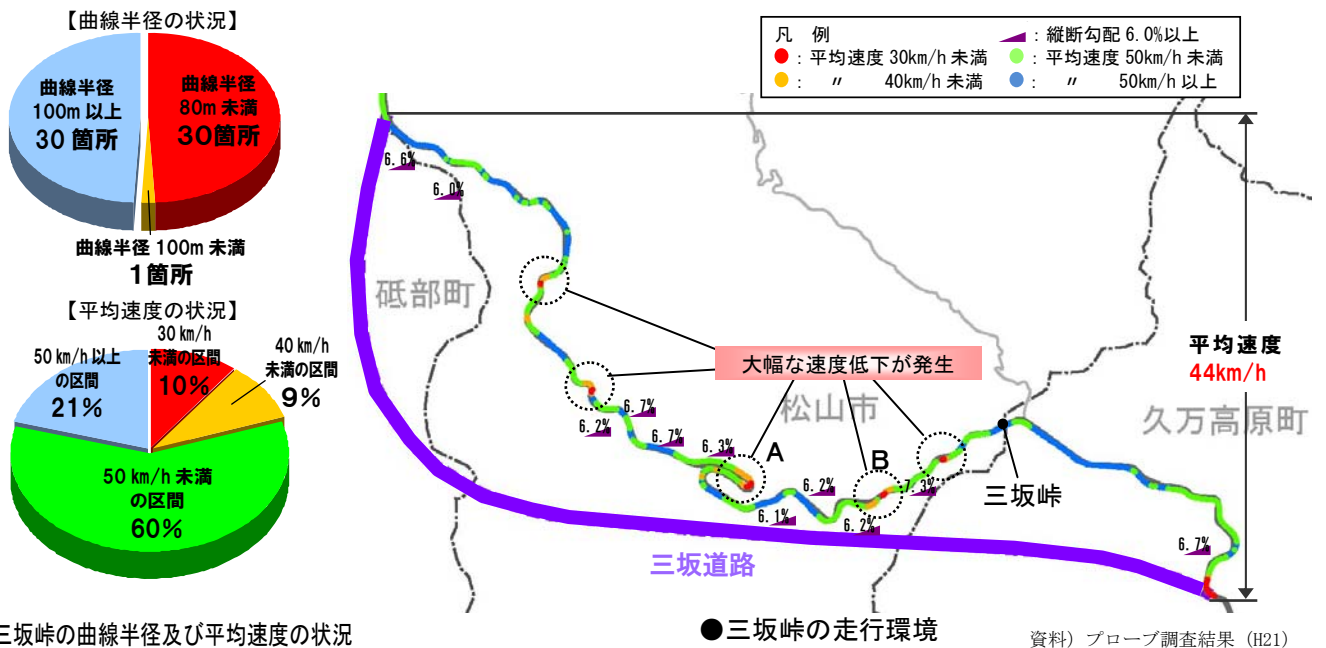 【曲線半径の状況】
曲線半径
100m 以上
30 箇所
曲線半径
80m 未満
30箇所
曲線半径 100m 未満
1箇所
【平均速度の状況】
50 km/h 以上
の区間
21%
30 km/h
未満の区間
10%
40 km/h
未満の区間
9%
50 km/h 未満
の区間
60%
三坂峠の曲線半径及び平均速度の状況
凡 例
：縦断勾配 6.0%以上
：平均速度 30km/h 未満
：平均速度 50km/h 未満
： 〃 40km/h 未満
： 〃 50km/h 以上
6.6%
6.0%
砥部町
大幅な速度低下が発生
平均速度
44km/h
松山市
久万高原町
6.7%
6.2%
6.7%
6.3%
A
B
6.2%
7.3%
三坂峠
6.1%
6.2%
6.7%
三坂道路
●三坂峠の走行環境
資料）プローブ調査結果（H21）